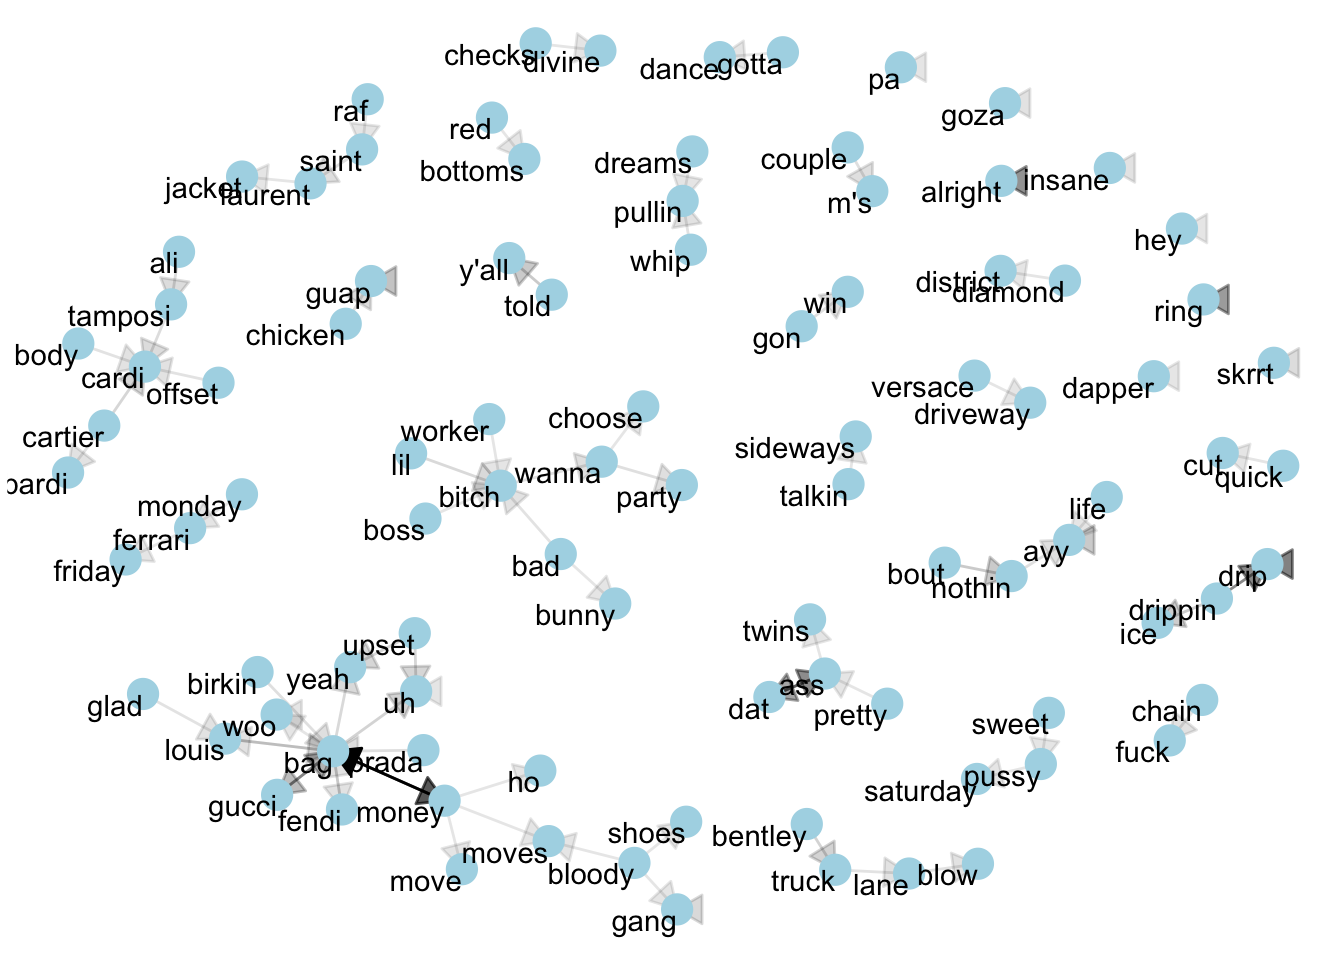 checks
divine
dance
gotta
pa
goza
raf
red
saint
bottoms
dreams
couple
jacket
laurent
pullin
m's
alright
insane
whip
hey
ali
y'all
told
guap
chicken
district
diamond
win
gon
ring
tamposi
body
cardi
offset
versace
driveway
dapper
skrrt
cartier
pardi
worker
choose
lil
wanna
bitch
party
boss
sideways
talkin
cut
quick
monday
ferrari
friday
bad
bunny
life
ayy
bout
nothin
drip
drippin
ice
twins
ass
dat
pretty
upset
yeah
birkin
uh
glad
woo
louis
bag
prada
gucci
fendi
money
ho
sweet
pussy
saturday
chain
fuck
moves
move
shoes
bloody
gang
bentley
truck
lane
blow